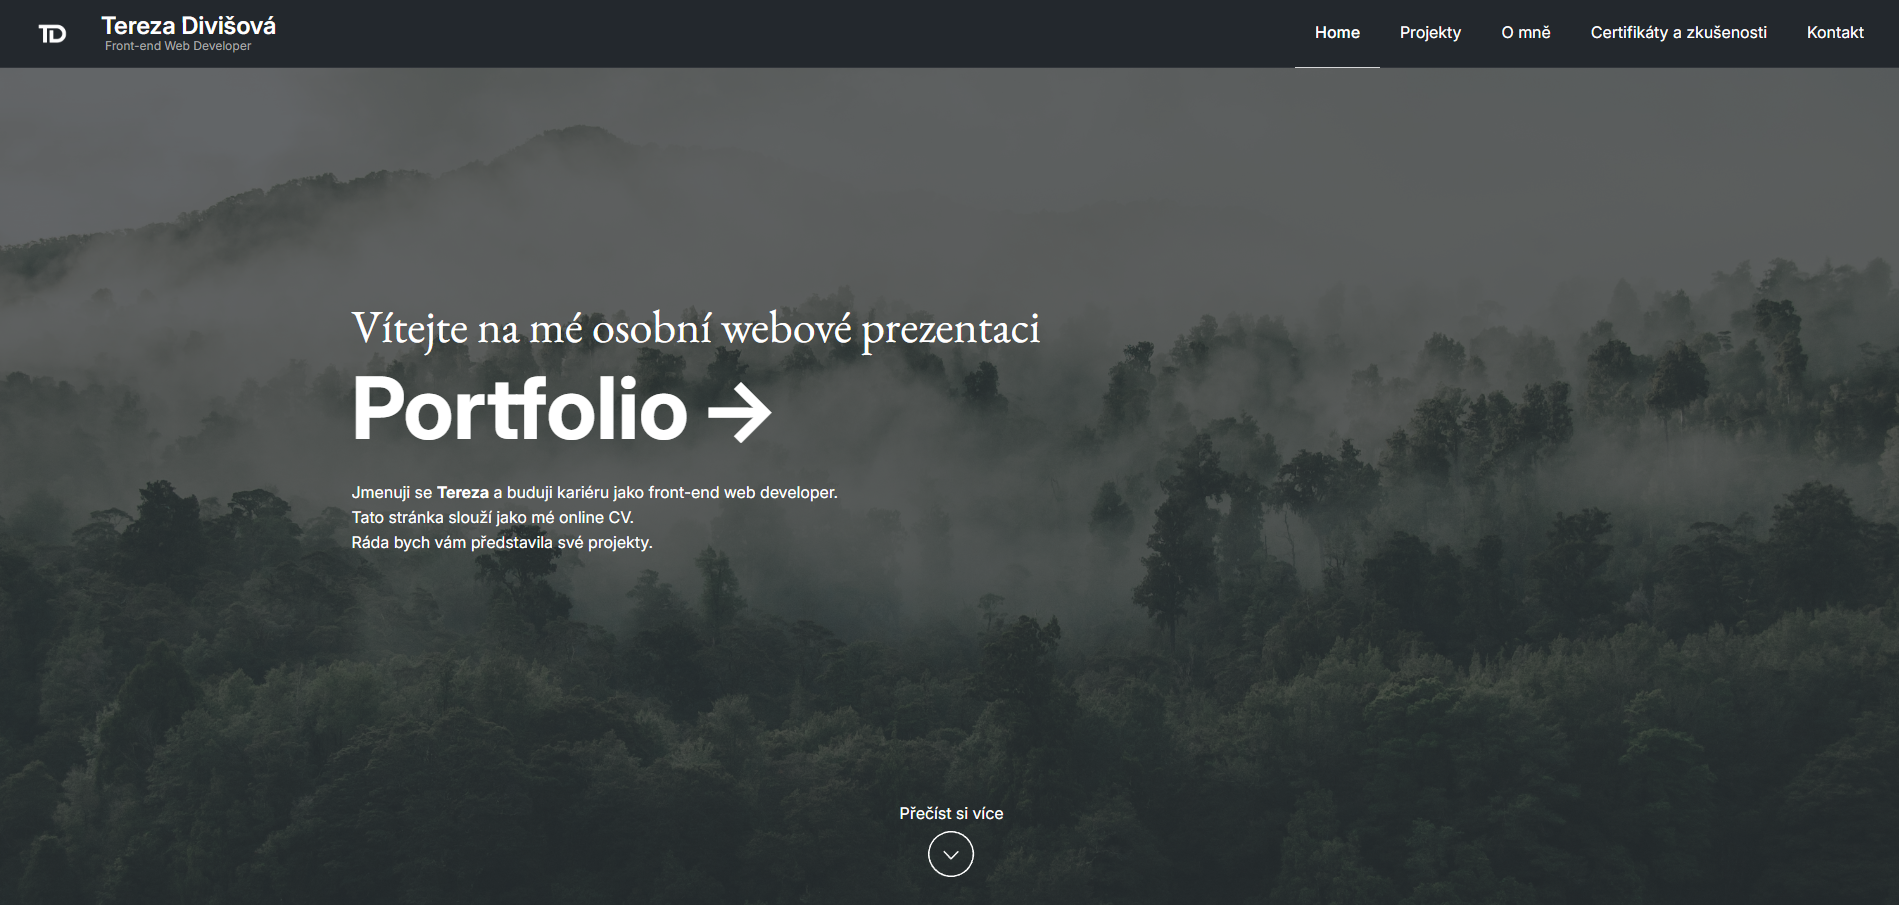 TD
Tereza Divišová
Front-end Web Developer
Home
Projekty
O mně
Certifikáty a zkušenosti
Kontakt
Vítejte na mé osobní webové prezentaci
Portfolio →
Jmenuji se Tereza a buduji kariéru jako front-end web developer.
Tato stránka slouží jako mé online CV.
Ráda bych vám představila své projekty.
Přečíst si více